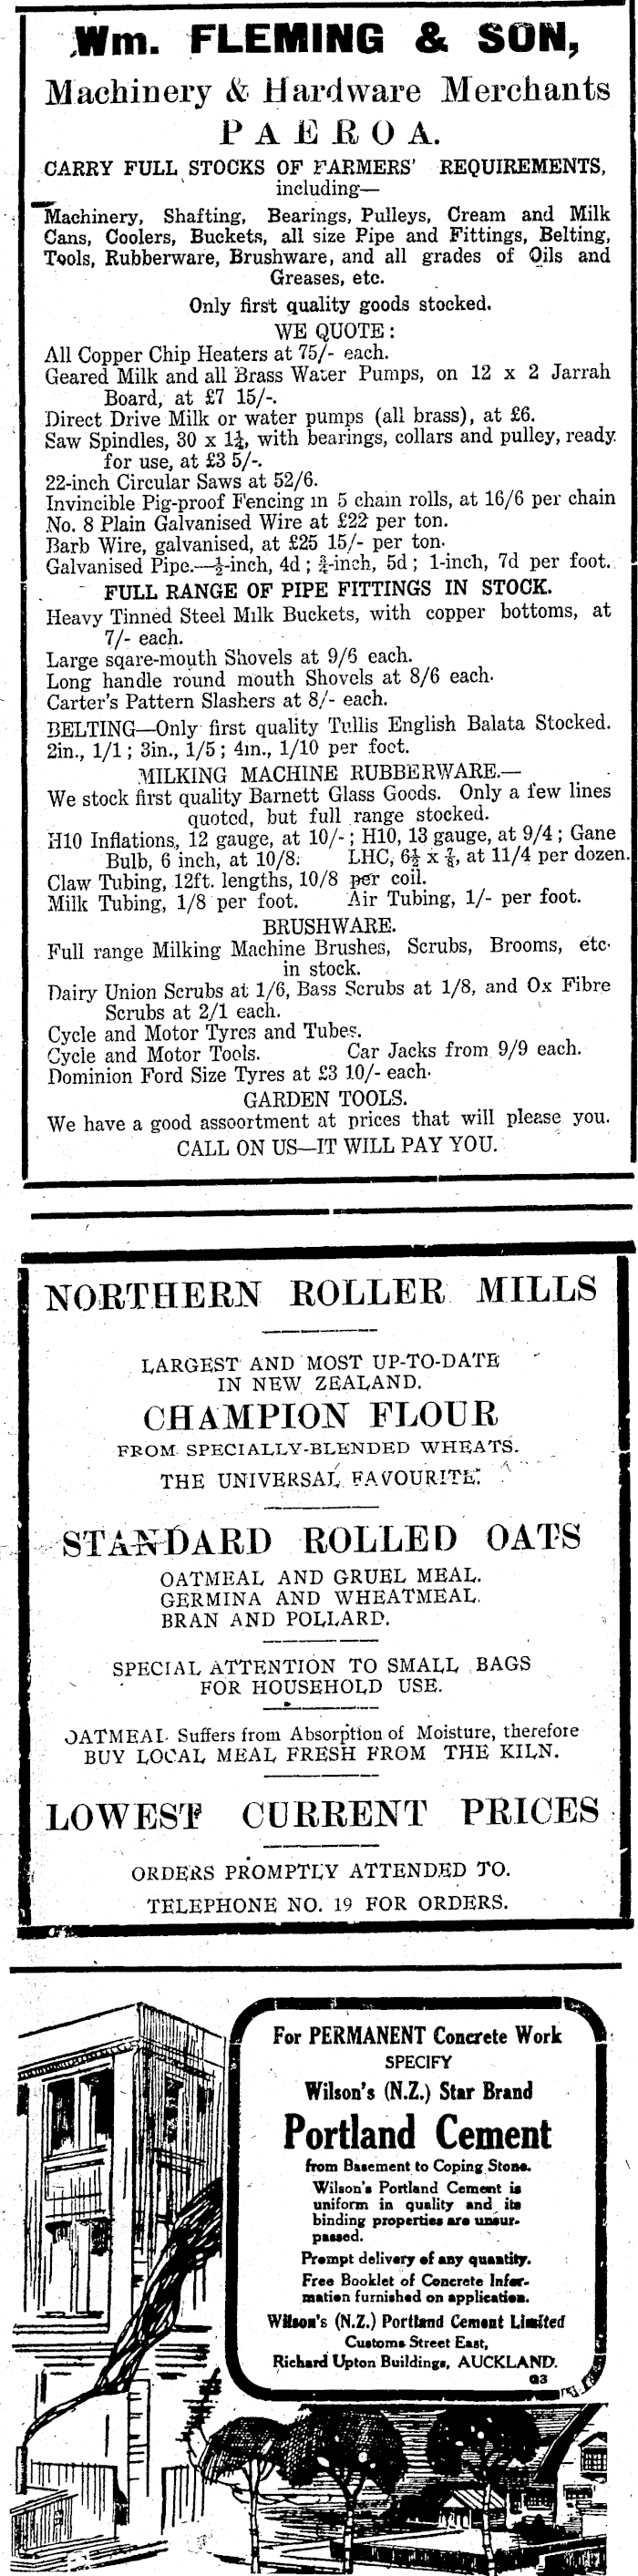 Wm. FLEMING & SON,
Machinery & Hardware Merchants
PAEROA.
CARRY FULL STOCKS OF FARMERS' REQUIREMENTS,
including—
Machinery, Shafting, Bearings, Pulleys, Cream and Milk
Cans, Coolers, Buckets, all size Pipe and Fittings, Belting,
Tools, Rubberware, Brushware, and all grades of Oils and
Greases, etc.
Only first quality goods stocked.
WE QUOTE:
All Copper Chip Heaters at 75/- each.
Geared Milk and all Brass Water Pumps, on 12 x 2 Jarrah
Board, at £7 15/-.
Direct Drive Milk or water pumps (all brass), at £6.
Saw Spindles, 30 x 1¼, with bearings, collars and pulley, ready
for use, at £3 5/-.
22-inch Circular Saws at 52/6.
Invincible Pig-proof Fencing in 5 chain rolls, at 16/6 per chain
No. 8 Plain Galvanised Wire at £22 per ton.
Barb Wire, galvanised, at £25 15/- per ton.
Galvanised Pipe.—½-inch, 4d; ¾-inch, 5d; 1-inch, 7d per foot.
FULL RANGE OF PIPE FITTINGS IN STOCK.
Heavy Tinned Steel Milk Buckets, with copper bottoms, at
7/- each.
Large sqare-mouth Shovels at 9/6 each.
Long handle round mouth Shovels at 8/6 each.
Carter's Pattern Slashers at 8/- each.
BELTING—Only first quality Tullis English Balata Stocked.
2in., 1/1; 3in., 1/5; 4in., 1/10 per foot.
MILKING MACHINE RUBBERWARE.—
We stock first quality Barnett Glass Goods. Only a few lines
quoted, but full range stocked.
H10 Inflations, 12 gauge, at 10/-; H10, 13 gauge, at 9/4; Gane
Bulb, 6 inch, at 10/8. LHC, 6½ x ⅞, at 11/4 per dozen.
Claw Tubing, 12ft. lengths, 10/8 per coil.
Milk Tubing, 1/8 per foot. Air Tubing, 1/- per foot.
BRUSHWARE.
Full range Milking Machine Brushes, Scrubs, Brooms, etc.
in stock.
Dairy Union Scrubs at 1/6, Bass Scrubs at 1/8, and Ox Fibre
Scrubs at 2/1 each.
Cycle and Motor Tyres and Tubes.
Cycle and Motor Tools. Car Jacks from 9/9 each.
Dominion Ford Size Tyres at £3 10/- each.
GARDEN TOOLS.
We have a good assoortment at prices that will please you.
CALL ON US—IT WILL PAY YOU.
NORTHERN ROLLER MILLS
LARGEST AND MOST UP-TO-DATE
IN NEW ZEALAND.
CHAMPION FLOUR
FROM SPECIALLY-BLENDED WHEATS.
THE UNIVERSAL FAVOURITE.
STANDARD ROLLED OATS
OATMEAL AND GRUEL MEAL.
GERMINA AND WHEATMEAL.
BRAN AND POLLARD.
SPECIAL ATTENTION TO SMALL BAGS
FOR HOUSEHOLD USE.
OATMEAL Suffers from Absorption of Moisture, therefore
BUY LOCAL MEAL FRESH FROM THE KILN.
LOWEST CURRENT PRICES
ORDERS PROMPTLY ATTENDED TO.
TELEPHONE NO. 19 FOR ORDERS.
For PERMANENT Concrete Work
SPECIFY
Wilson's (N.Z.) Star Brand
Portland Cement
from Basement to Coping Stone.
Wilson's Portland Cement is
uniform in quality and its
binding properties are unsur-
passed.
Prompt delivery of any quantity.
Free Booklet of Concrete Infor-
mation furnished on application.
Wilson's (N.Z.) Portland Cement Limited
Customs Street East,
Richard Upton Buildings, AUCKLAND.
G3